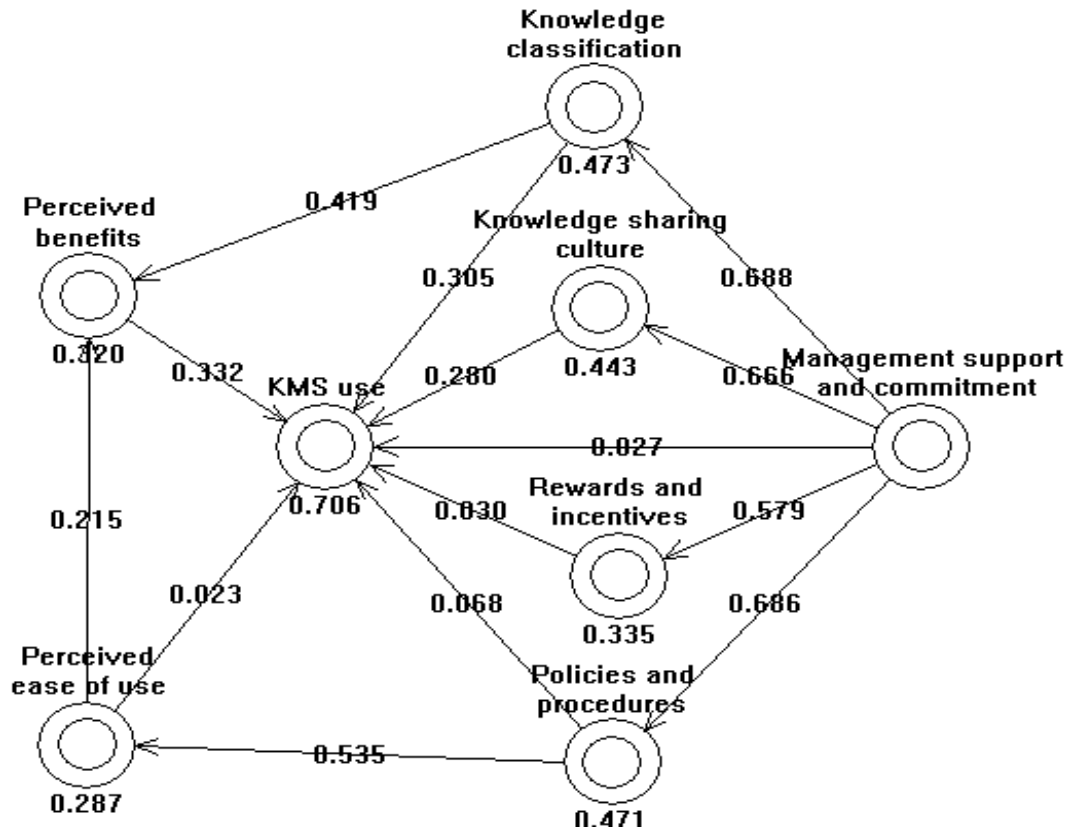 Knowledge
classification
0.473
0.419
Perceived
benefits
Knowledge sharing
culture
0.305
0.688
0.320
0.332
KMS use
0.280
0.443
0.666
Management support
and commitment
0.027
0.706
Rewards and
incentives
0.215
0.030
0.579
0.023
0.068
0.686
0.335
Perceived
ease of use
Policies and
procedures
0.535
0.287
0.471